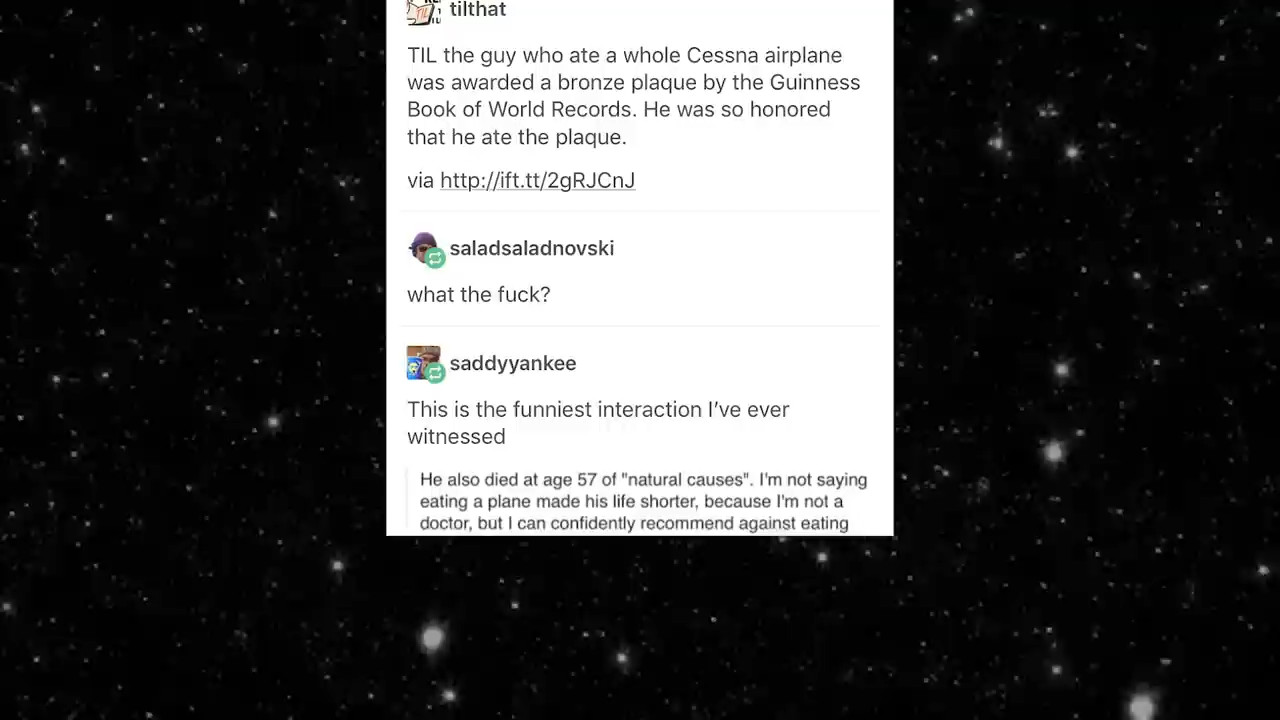 tilthat
TIL the guy who ate a whole Cessna airplane
was awarded a bronze plaque by the Guinness
Book of World Records. He was so honored
that he ate the plaque.
via http://ift.tt/2gRJCnJ
saladsaladnovski
what the fuck?
saddyyankee
This is the funniest interaction I’ve ever
witnessed
He also died at age 57 of "natural causes". I'm not saying
eating a plane made his life shorter, because I'm not a
doctor, but I can confidently recommend against eating